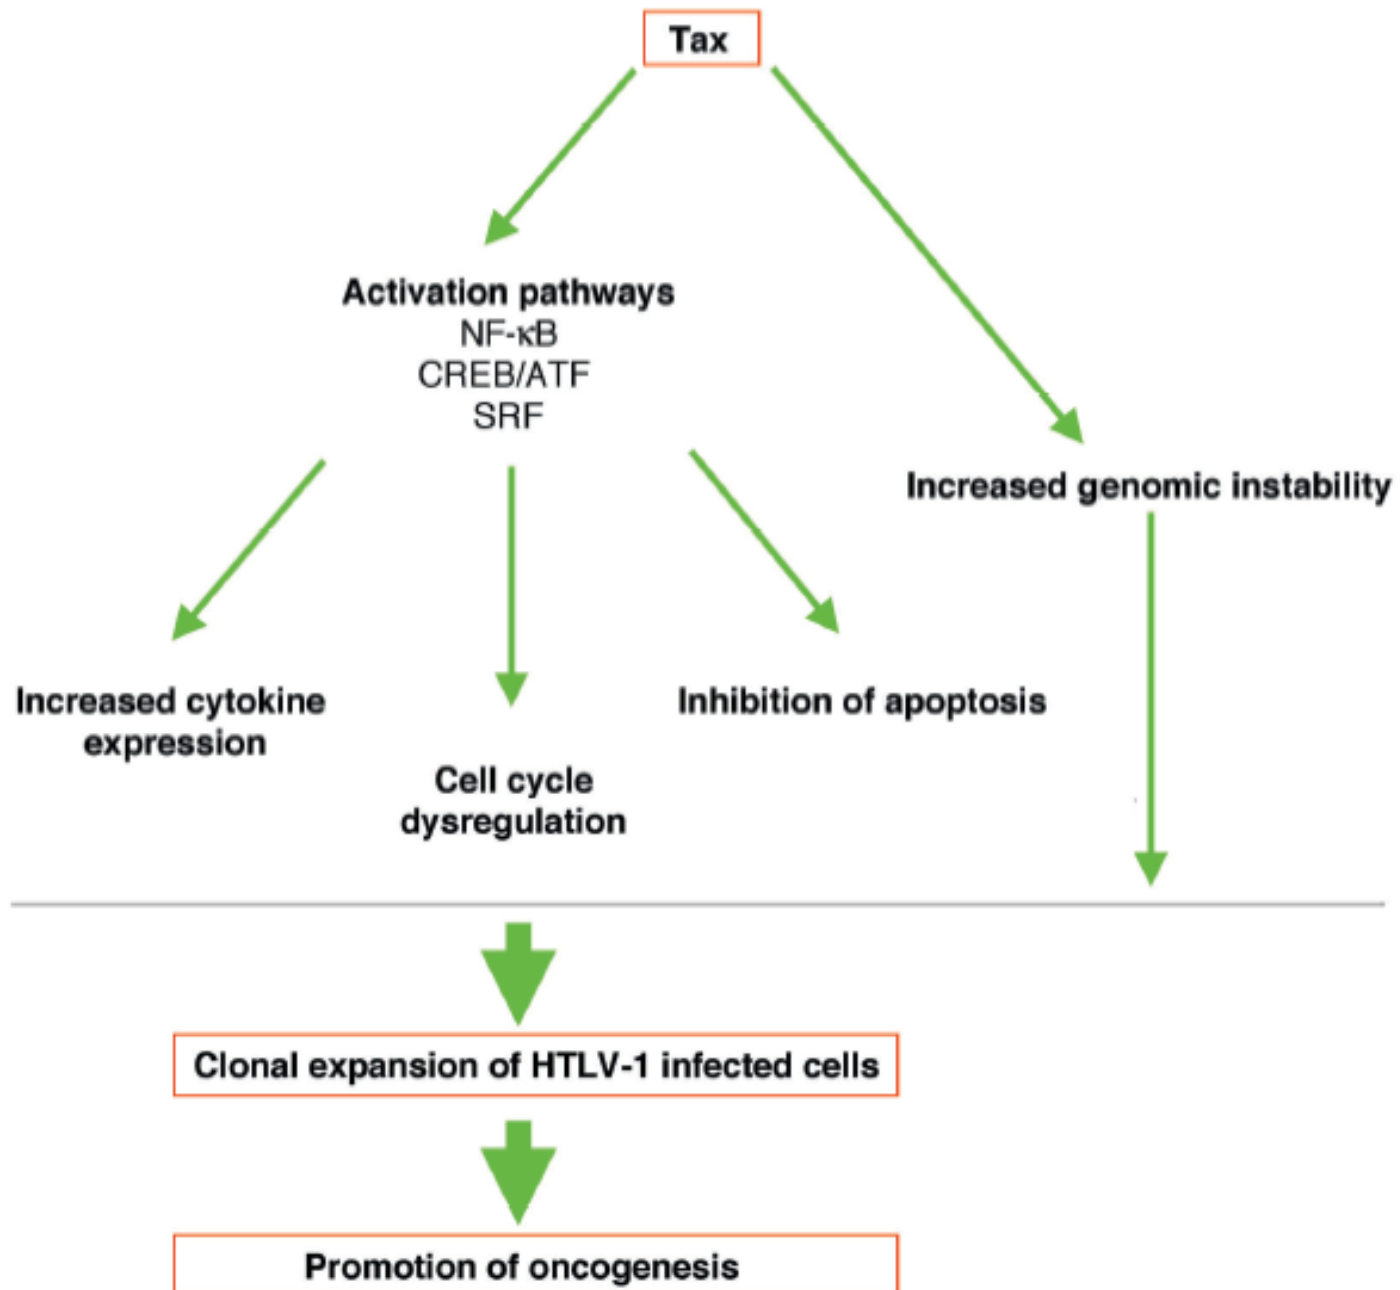 Tax
Activation pathways
NF-κB
CREB/ATF
SRF
Increased genomic instability
Increased cytokine
expression
Inhibition of apoptosis
Cell cycle
dysregulation
Clonal expansion of HTLV-1 infected cells
Promotion of oncogenesis